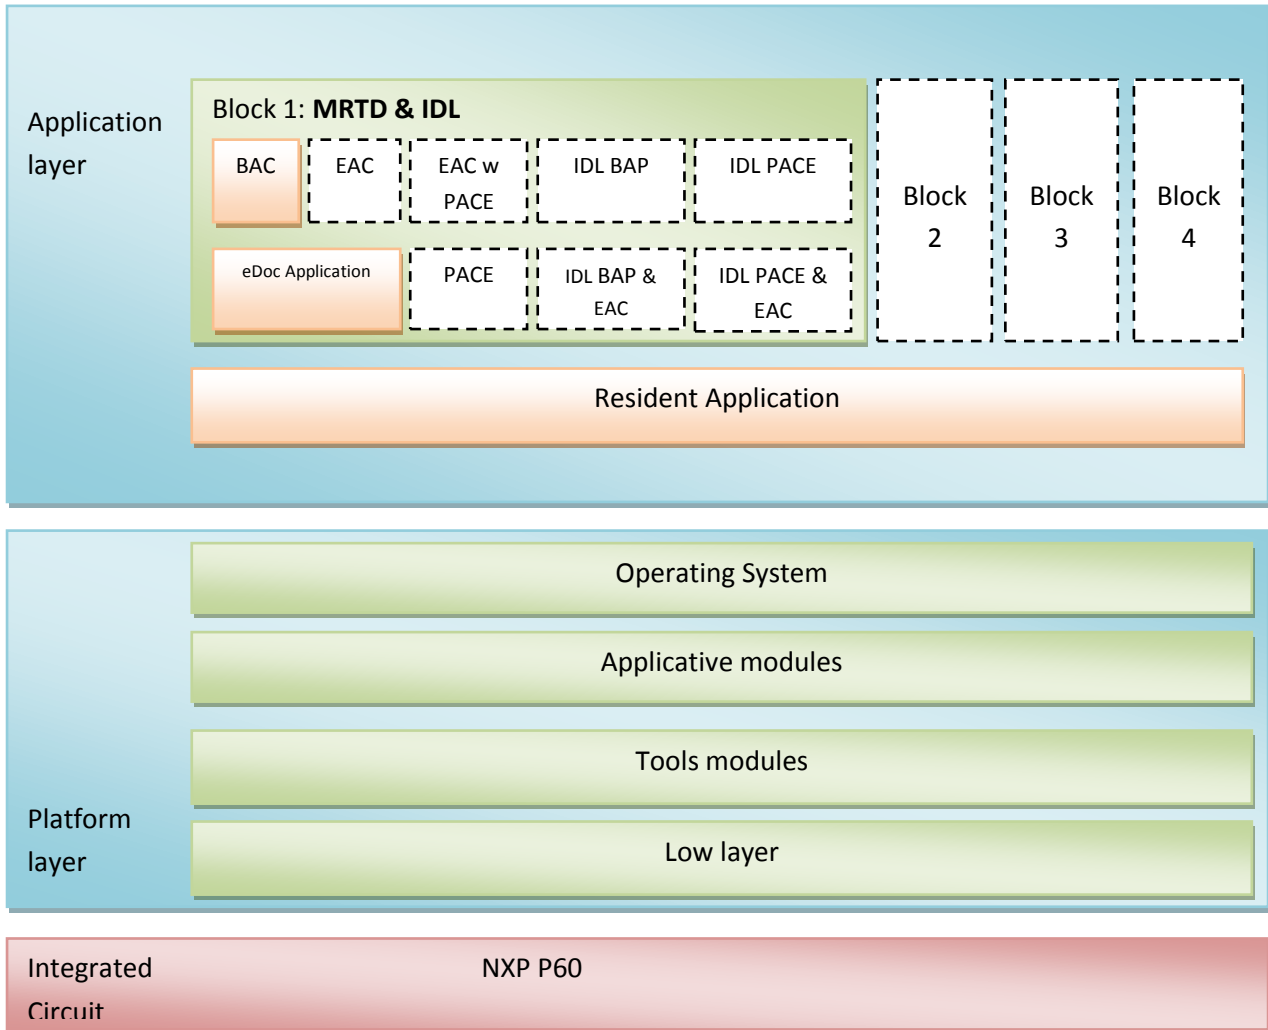 Application
layer
Block 1: MRTD & IDL
BAC
EAC
EAC w
PACE
IDL BAP
IDL PACE
eDoc Application
PACE
IDL BAP &
EAC
IDL PACE &
EAC
Block
2
Block
3
Block
4
Resident Application
Platform
layer
Operating System
Applicative modules
Tools modules
Low layer
Integrated
Circuit
NXP P60